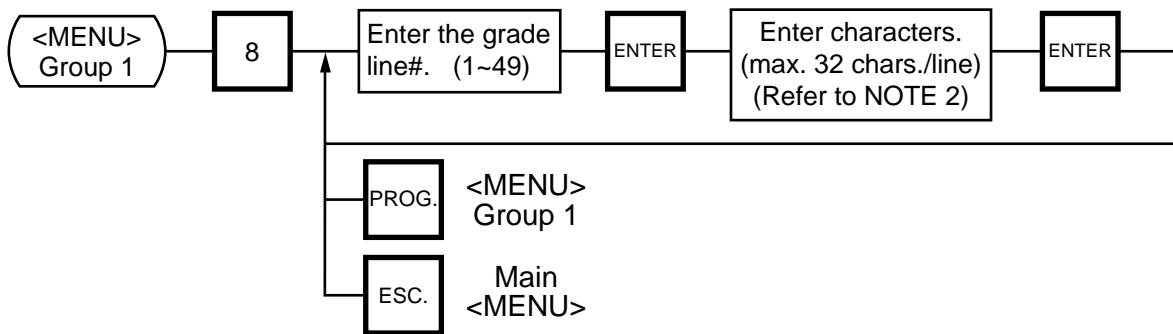 <MENU>
Group 1
8
Enter the grade
line#. (1~49)
ENTER
Enter characters.
(max. 32 chars./line)
(Refer to NOTE 2)
ENTER
PROG.
<MENU>
Group 1
ESC.
Main
<MENU>